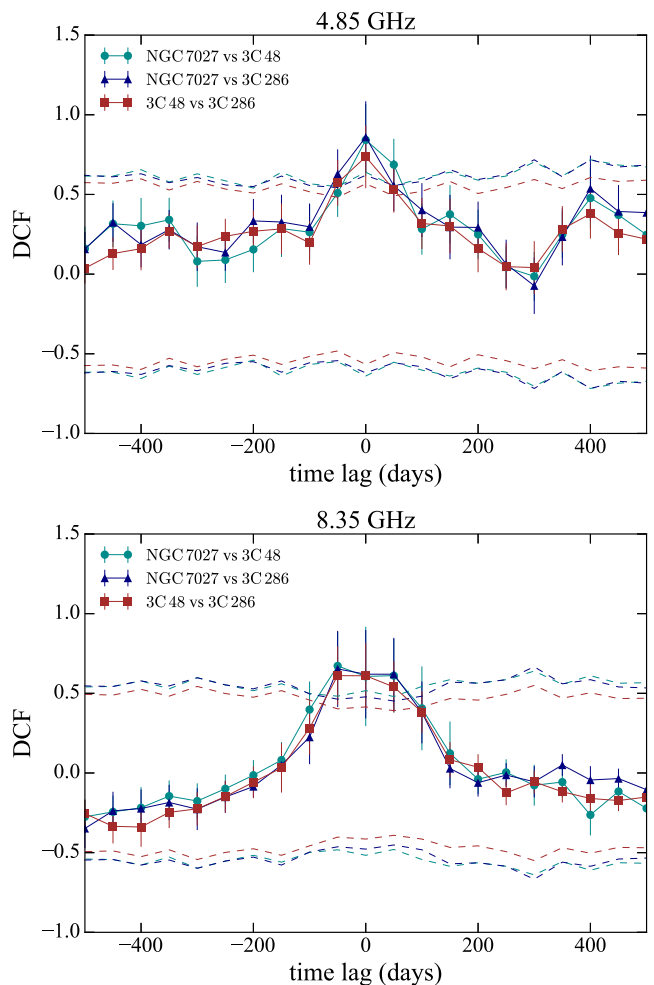 4.85 GHz
1.5
1.0
0.5
0.0
−0.5
−1.0
DCF
NGC 7027 vs 3C 48
NGC 7027 vs 3C 286
3C 48 vs 3C 286
−400 −200 0 200 400
time lag (days)
8.35 GHz
1.5
1.0
0.5
0.0
−0.5
−1.0
DCF
NGC 7027 vs 3C 48
NGC 7027 vs 3C 286
3C 48 vs 3C 286
−400 −200 0 200 400
time lag (days)